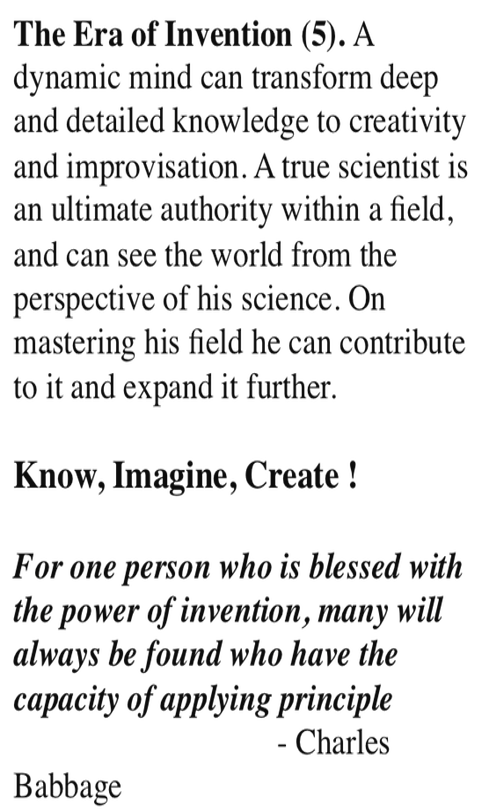 The Era of Invention (5). A
dynamic mind can transform deep
and detailed knowledge to creativity
and improvisation. A true scientist is
an ultimate authority within a field,
and can see the world from the
perspective of his science. On
mastering his field he can contribute
to it and expand it further.
Know, Imagine, Create !
For one person who is blessed with
the power of invention, many will
always be found who have the
capacity of applying principle
- Charles
Babbage